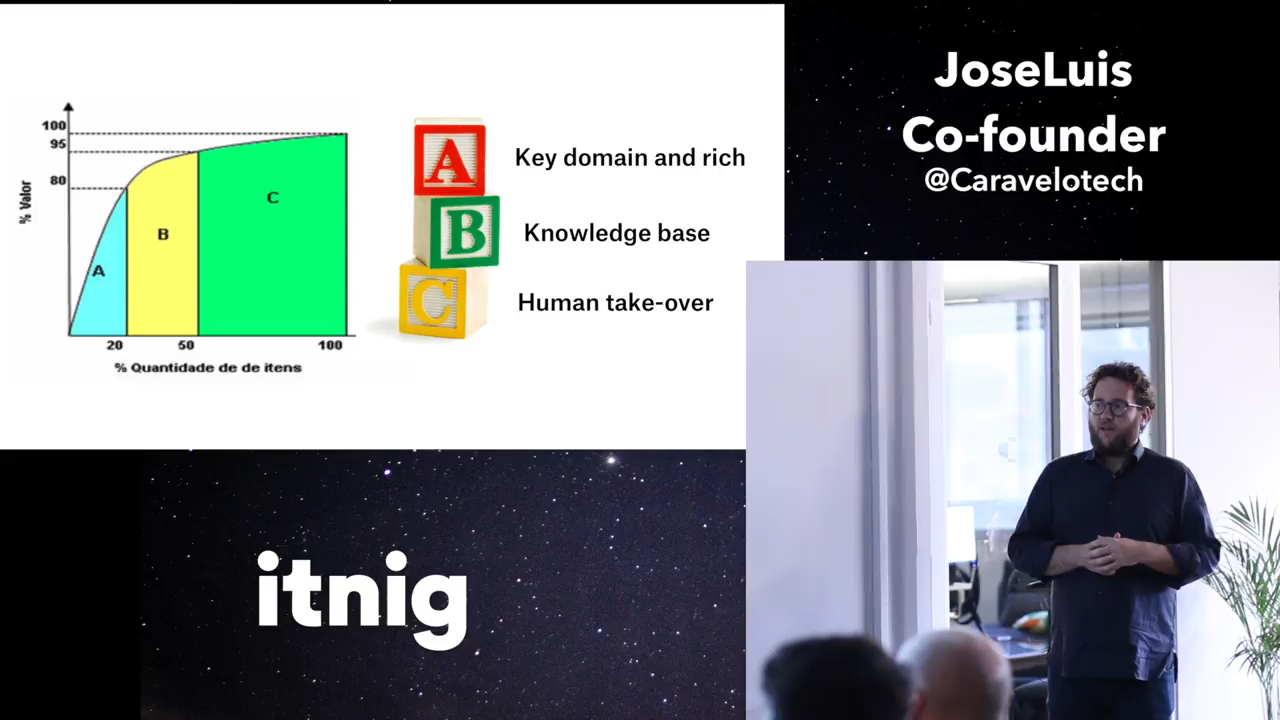 100
95
80
% Valor
A
B
C
20
50
100
% Quantidade de de itens
A
Key domain and rich
B
Knowledge base
C
Human take-over
JoseLuis
Co-founder
@Caravelotech
itnig